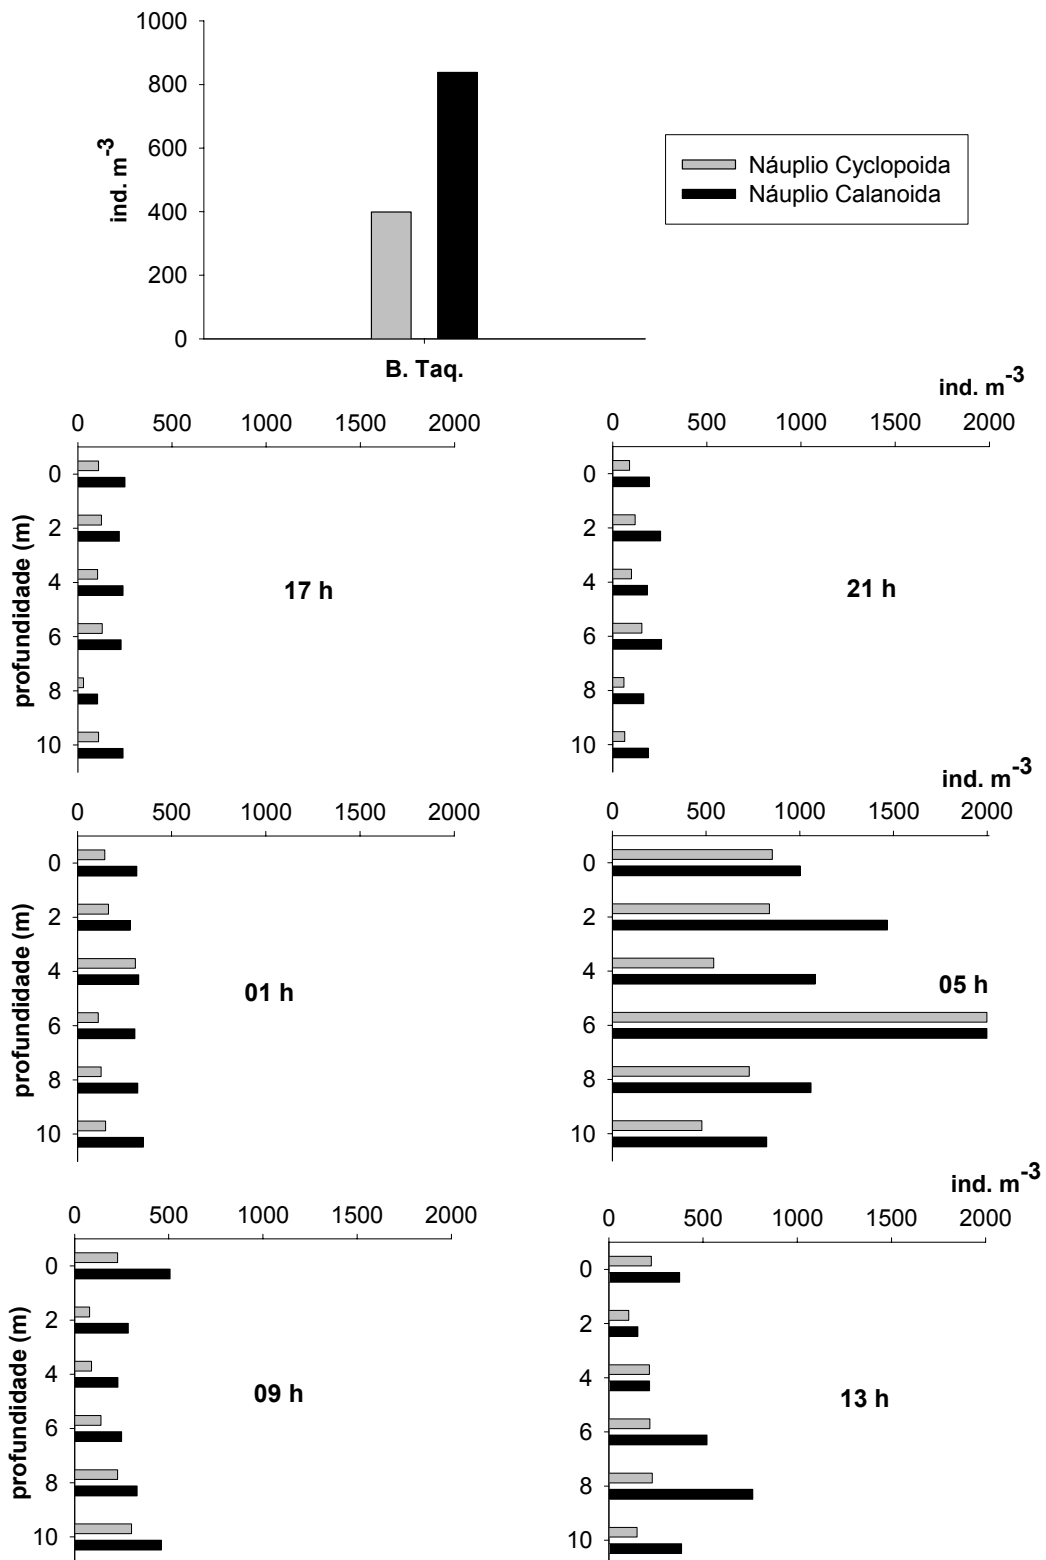 1000
800
600
400
200
0
ind. m-3
B. Taq.
Náuplio Cyclopoida
Náuplio Calanoida
0 500 1000 1500 2000
profundidade (m)
0
2
4
6
8
10
17 h
ind. m-3
0 500 1000 1500 2000
0
2
4
6
8
10
21 h
0 500 1000 1500 2000
profundidade (m)
0
2
4
6
8
10
01 h
ind. m-3
0 500 1000 1500 2000
0
2
4
6
8
10
05 h
0 500 1000 1500 2000
profundidade (m)
0
2
4
6
8
10
09 h
ind. m-3
0 500 1000 1500 2000
0
2
4
6
8
10
13 h